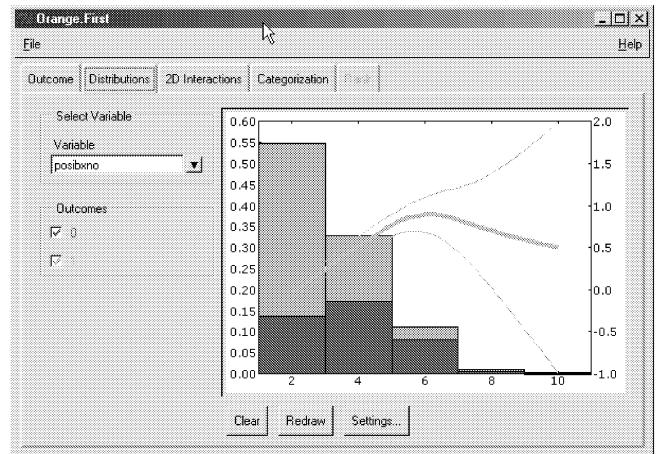 Orange.First
File Help
Outcome Distributions 2D Interactions Categorization Rank
Select Variable
Variable
posibxno
Outcomes
0
0.60
0.55
0.50
0.45
0.40
0.35
0.30
0.25
0.20
0.15
0.10
0.05
0.00
2 4 6 8 10
2.0
1.5
1.0
0.5
0.0
-0.5
-1.0
Clear Redraw Settings...